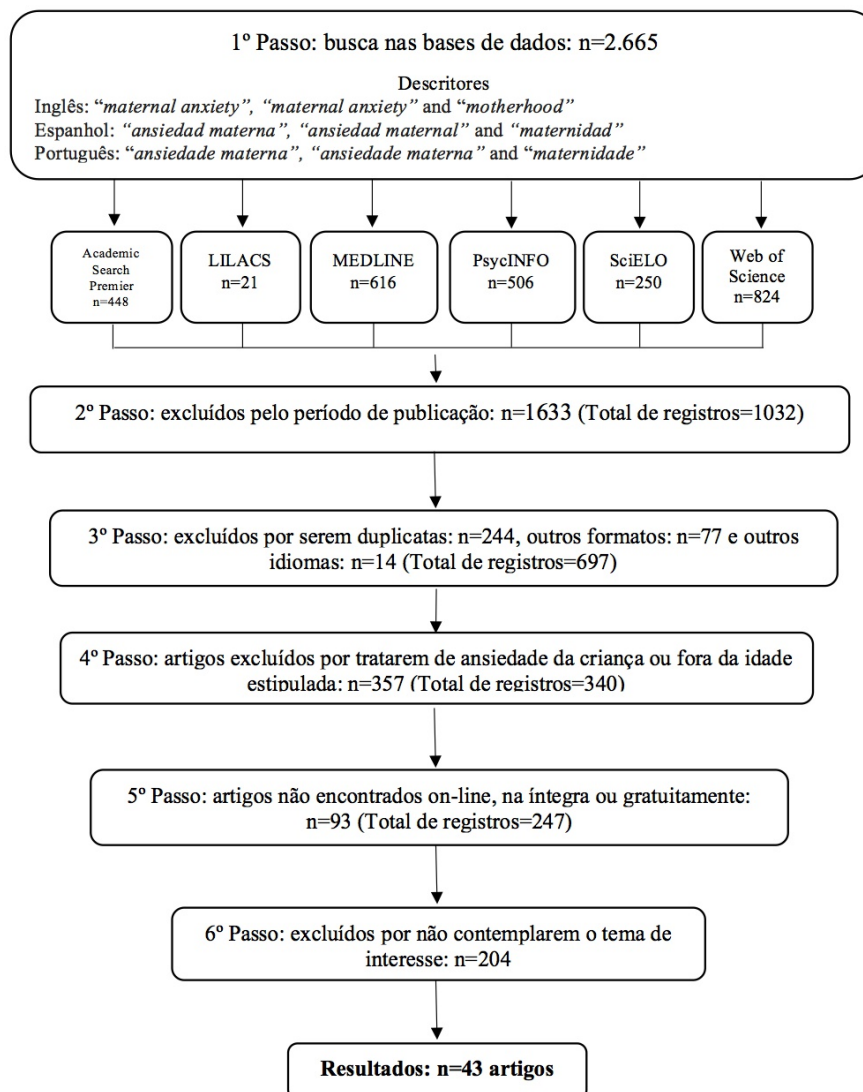 1º Passo: busca nas bases de dados: n=2.665
Descritores
Inglês: “maternal anxiety”, “maternal anxiety” and “motherhood”
Espanhol: “ansiedad materna”, “ansiedad maternal” and “maternidad”
Português: “ansiedade materna”, “ansiedade materna” and “maternidade”
Academic
Search
Premier
n=448
LILACS
n=21
MEDLINE
n=616
PsycINFO
n=506
SciELO
n=250
Web of
Science
n=824
2º Passo: excluídos pelo período de publicação: n=1633 (Total de registros=1032)
3º Passo: excluídos por serem duplicatas: n=244, outros formatos: n=77 e outros
idiomas: n=14 (Total de registros=697)
4º Passo: artigos excluídos por tratarem de ansiedade da criança ou fora da idade
estipulada: n=357 (Total de registros=340)
5º Passo: artigos não encontrados on-line, na íntegra ou gratuitamente:
n=93 (Total de registros=247)
6º Passo: excluídos por não contemplarem o tema de
interesse: n=204
Resultados: n=43 artigos